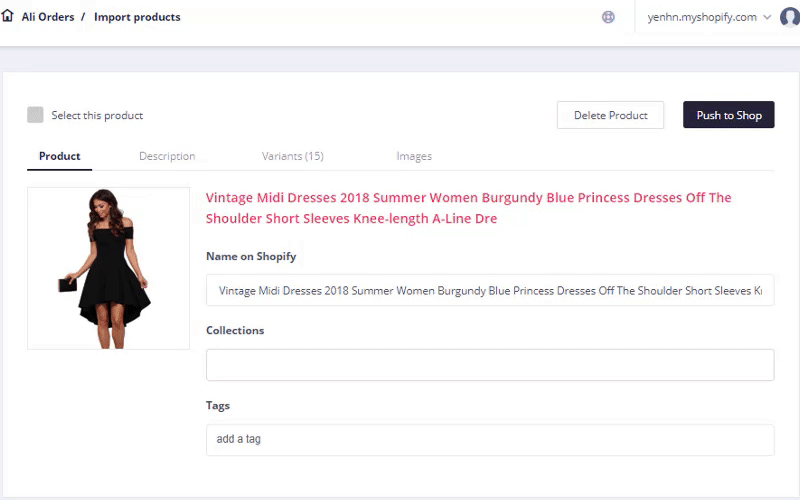 Ali Orders / Import products
yenhn.myshopify.com
Select this product
Delete Product
Push to Shop
Product
Description
Variants (15)
Images
Vintage Midi Dresses 2018 Summer Women Burgundy Blue Princess Dresses Off The
Shoulder Short Sleeves Knee-length A-Line Dre
Name on Shopify
Vintage Midi Dresses 2018 Summer Women Burgundy Blue Princess Dresses Off The Shoulder Short Sleeves
Collections
Tags
add a tag